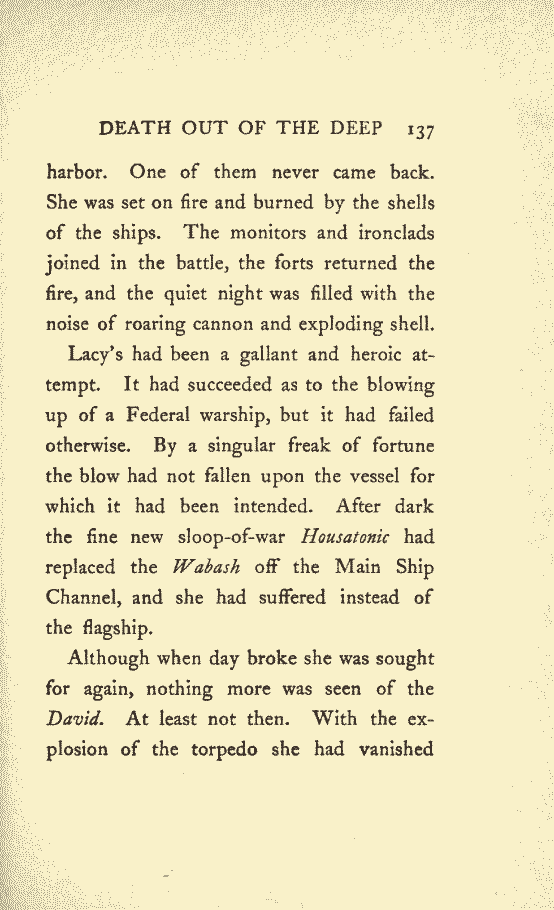 DEATH OUT OF THE DEEP 137
harbor. One of them never came back.
She was set on fire and burned by the shells
of the ships. The monitors and ironclads
joined in the battle, the forts returned the
fire, and the quiet night was filled with the
noise of roaring cannon and exploding shell.
Lacy's had been a gallant and heroic at-
tempt. It had succeeded as to the blowing
up of a Federal warship, but it had failed
otherwise. By a singular freak of fortune
the blow had not fallen upon the vessel for
which it had been intended. After dark
the fine new sloop-of-war Housatonic had
replaced the Wabash off the Main Ship
Channel, and she had suffered instead of
the flagship.
Although when day broke she was sought
for again, nothing more was seen of the
David. At least not then. With the ex-
plosion of the torpedo she had vanished